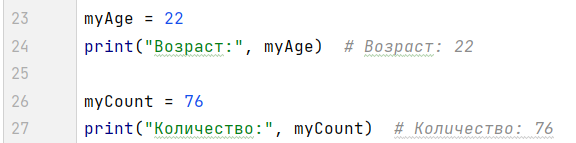 23 myAge = 22
24 print("Возраст:", myAge)  # Возраст: 22
25
26 myCount = 76
27 print("Количество:", myCount)  # Количество: 76